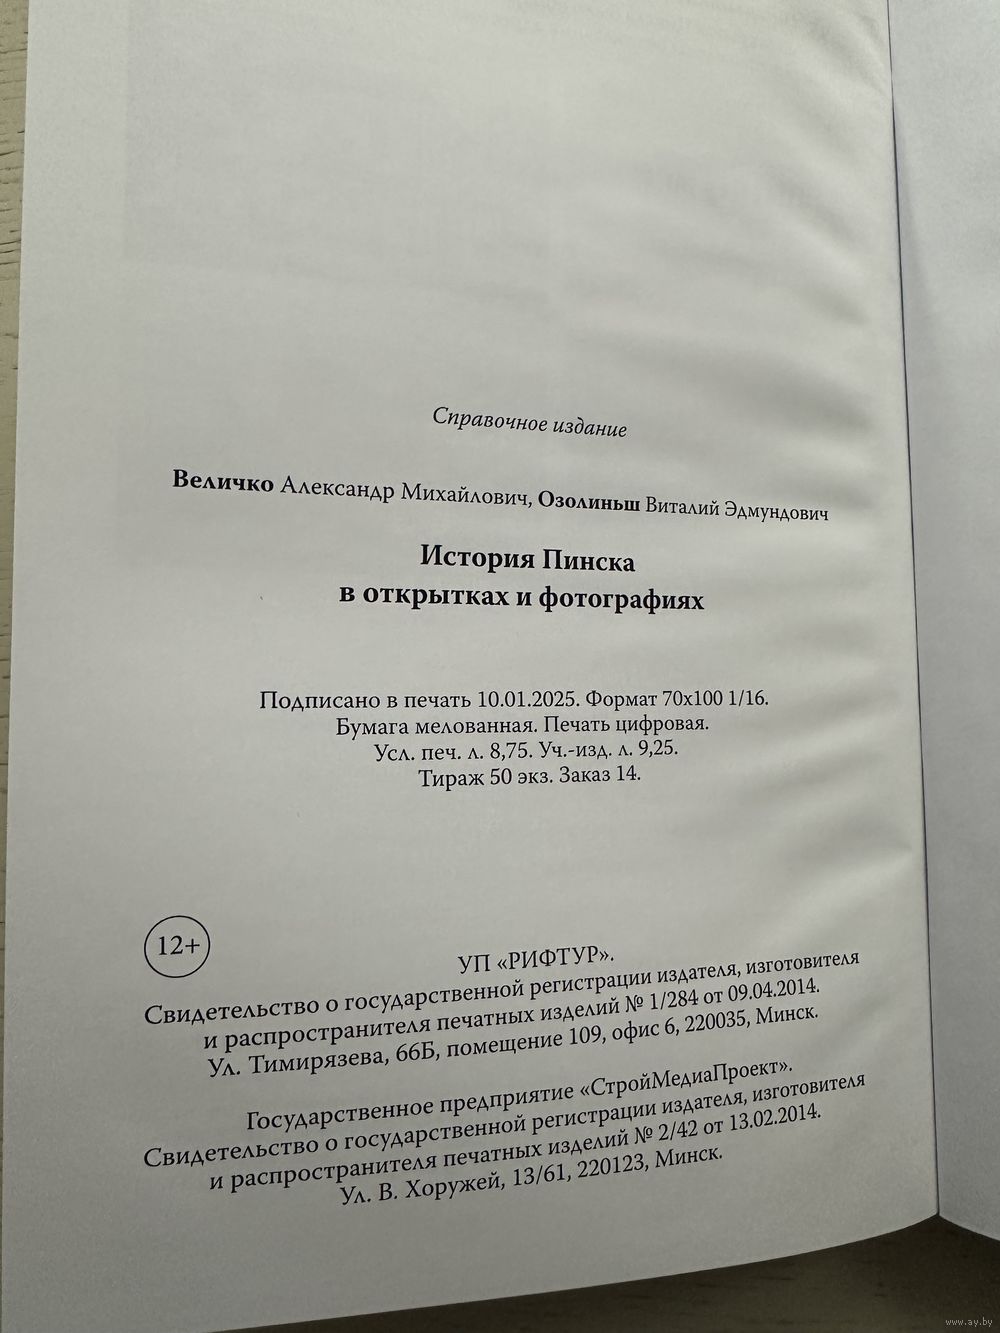 Справочное издание
Величко Александр Михайлович, Озолиньш Виталий Эдмундович
История Пинска
в открытках и фотографиях
Подписано в печать 10.01.2025. Формат 70х100 1/16.
Бумага мелованная. Печать цифровая.
Усл. печ. л. 8,75. Уч.-изд. л. 9,25.
Тираж 50 экз. Заказ 14.
12+
УП «РИФТУР».
Свидетельство о государственной регистрации издателя, изготовителя
и распространителя печатных изделий № 1/284 от 09.04.2014.
Ул. Тимирязева, 66Б, помещение 109, офис 6, 220035, Минск.
Государственное предприятие «СтройМедиаПроект».
Свидетельство о государственной регистрации издателя, изготовителя
и распространителя печатных изделий № 2/42 от 13.02.2014.
Ул. В. Хоружей, 13/61, 220123, Минск.
www.ay.by